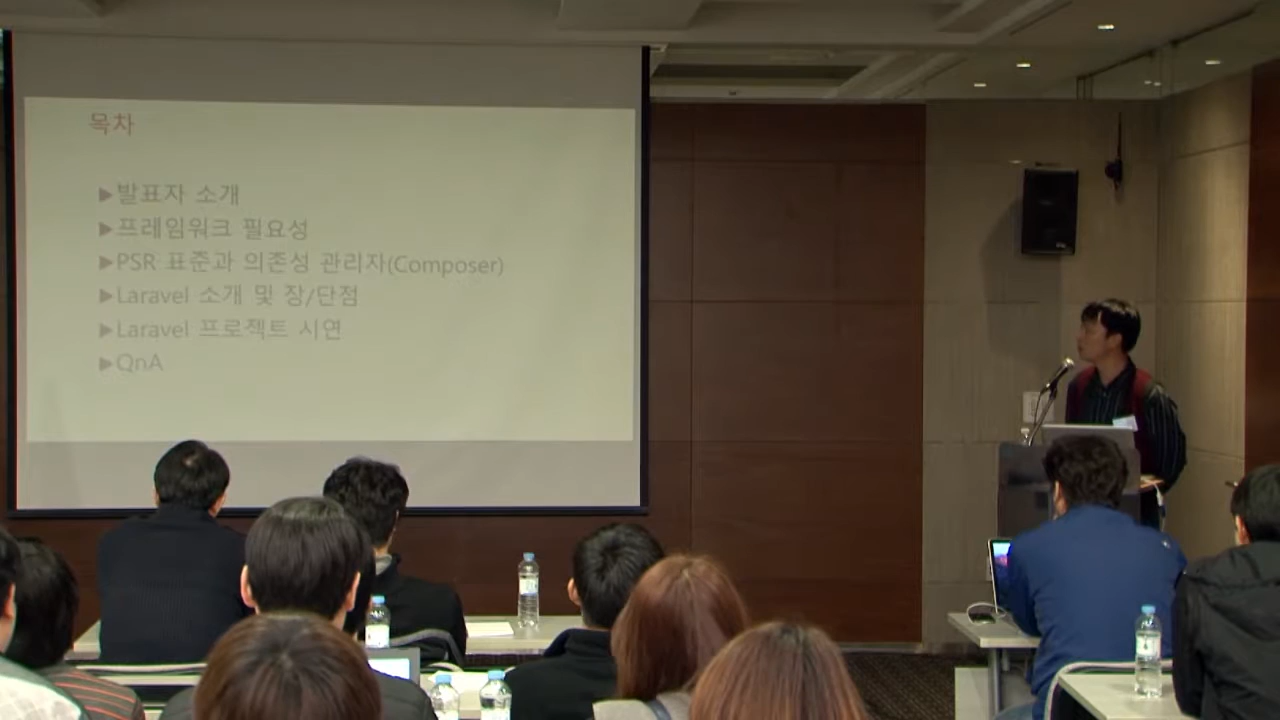 목차
▶발표자 소개
▶프레임워크 필요성
▶PSR 표준과 의존성 관리자(Composer)
▶Laravel 소개 및 장/단점
▶Laravel 프로젝트 시연
▶QnA